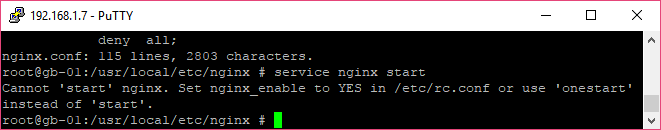 192.168.1.7 - PuTTY
deny  all;
nginx.conf: 115 lines, 2803 characters.
root@gb-01:/usr/local/etc/nginx # service nginx start
Cannot 'start' nginx. Set nginx_enable to YES in /etc/rc.conf or use 'onestart'
instead of 'start'.
root@gb-01:/usr/local/etc/nginx #